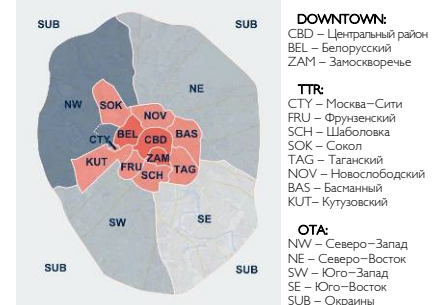 SUB
SUB
NE
NW
SOK
NOV
CTY
BEL
CBD
BAS
ZAM
KUT
FRU
TAG
SCH
SW
SE
SUB
SUB
DOWNTOWN:
CBD – Центральный район
BEL – Белорусский
ZAM – Замоскворечье
TTR:
CTY – Москва-Сити
FRU – Фрунзенский
SCH – Шаболовка
SOK – Сокол
TAG – Таганский
NOV – Новослободский
BAS – Басманный
KUT– Кутузовский
OTA:
NW – Северо-Запад
NE – Северо-Восток
SW – Юго-Запад
SE – Юго-Восток
SUB – Окраины